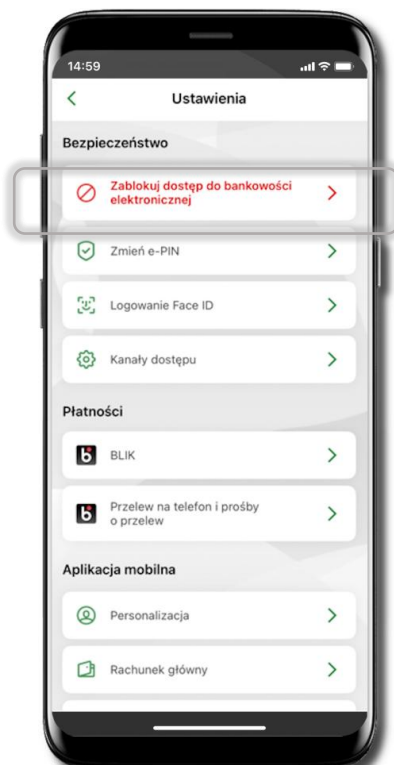 14:59
Ustawienia
Bezpieczeństwo
Zablokuj dostęp do bankowości
elektronicznej
Zmień e-PIN
Logowanie Face ID
Kanały dostępu
Płatności
BLIK
Przelew na telefon i prośby
o przelew
Aplikacja mobilna
Personalizacja
Rachunek główny